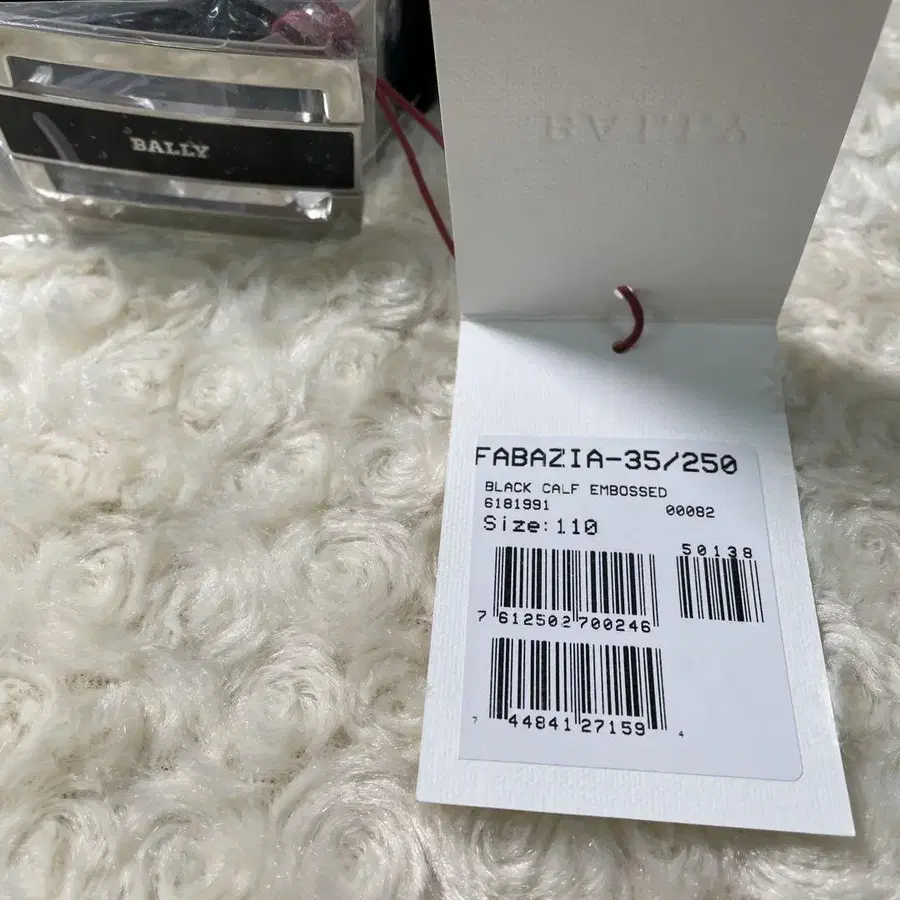 BALLY
BALLY
FABAZIA-35/250
BLACK CALF EMBOSSED
6181991 00082
Size:110
50138
7 612502 700246
7 44841 27159 4